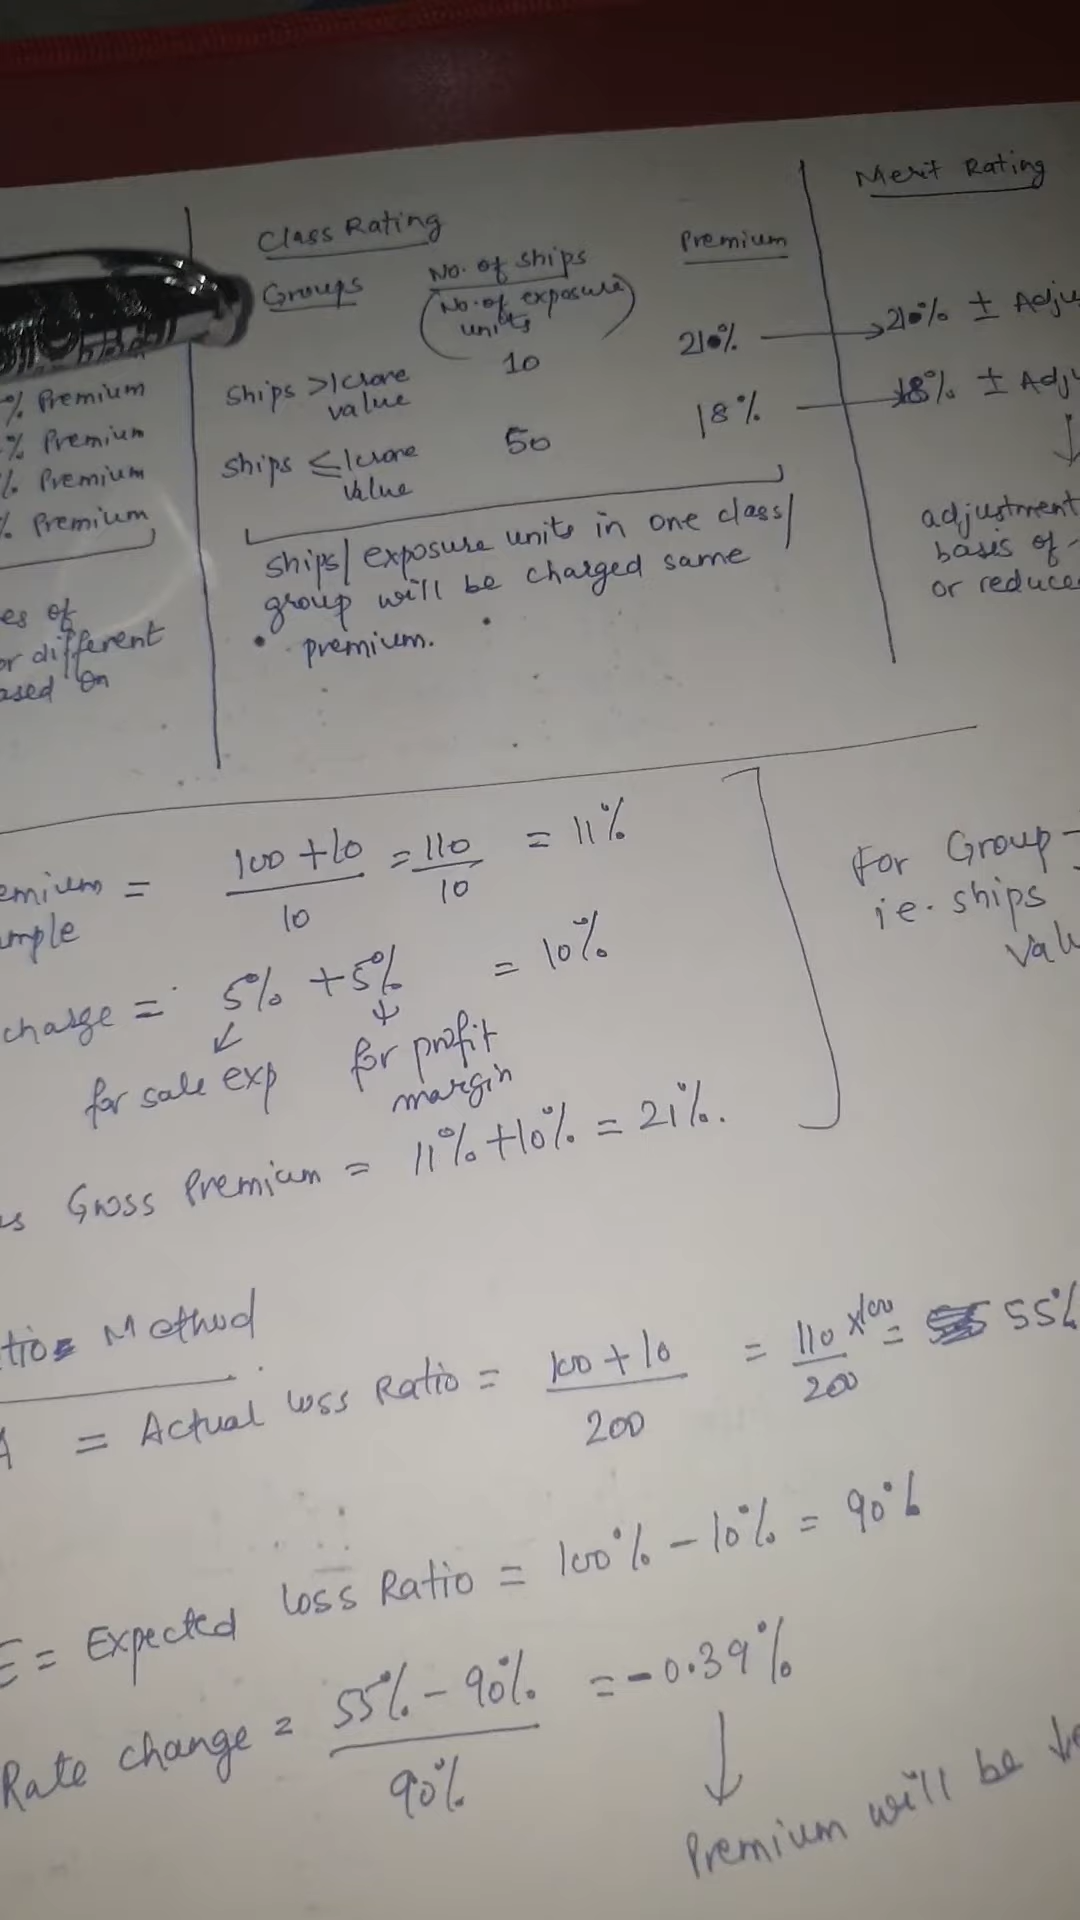 % Premium
% Premium
% Premium
% Premium
es of
or different
ased on
Class Rating
Groups
No. of ships
(No. of exposure
units)
Premium
Ships >1crore
value
10
21%
Ships ≤1crore
value
50
18%
ships/exposure units in one class/
group will be charged same
premium.
Merit Rating
21% ± Adju
18% ± Adju
adjustment
basis of
or reduce
emium = 100 + 10 / 10 = 110 / 10 = 11%
ample
charge = 5% + 5% = 10%
for sale exp
for profit
margin
Gross Premium = 11% + 10% = 21%.
For Group
i.e. ships
valu
tio Method
A = Actual loss Ratio = 100 + 10 / 200 = 110 / 200 x100 = 55%
E = Expected loss Ratio = 100% - 10% = 90%
Rate change = 55% - 90% / 90% = -0.39%
Premium will be